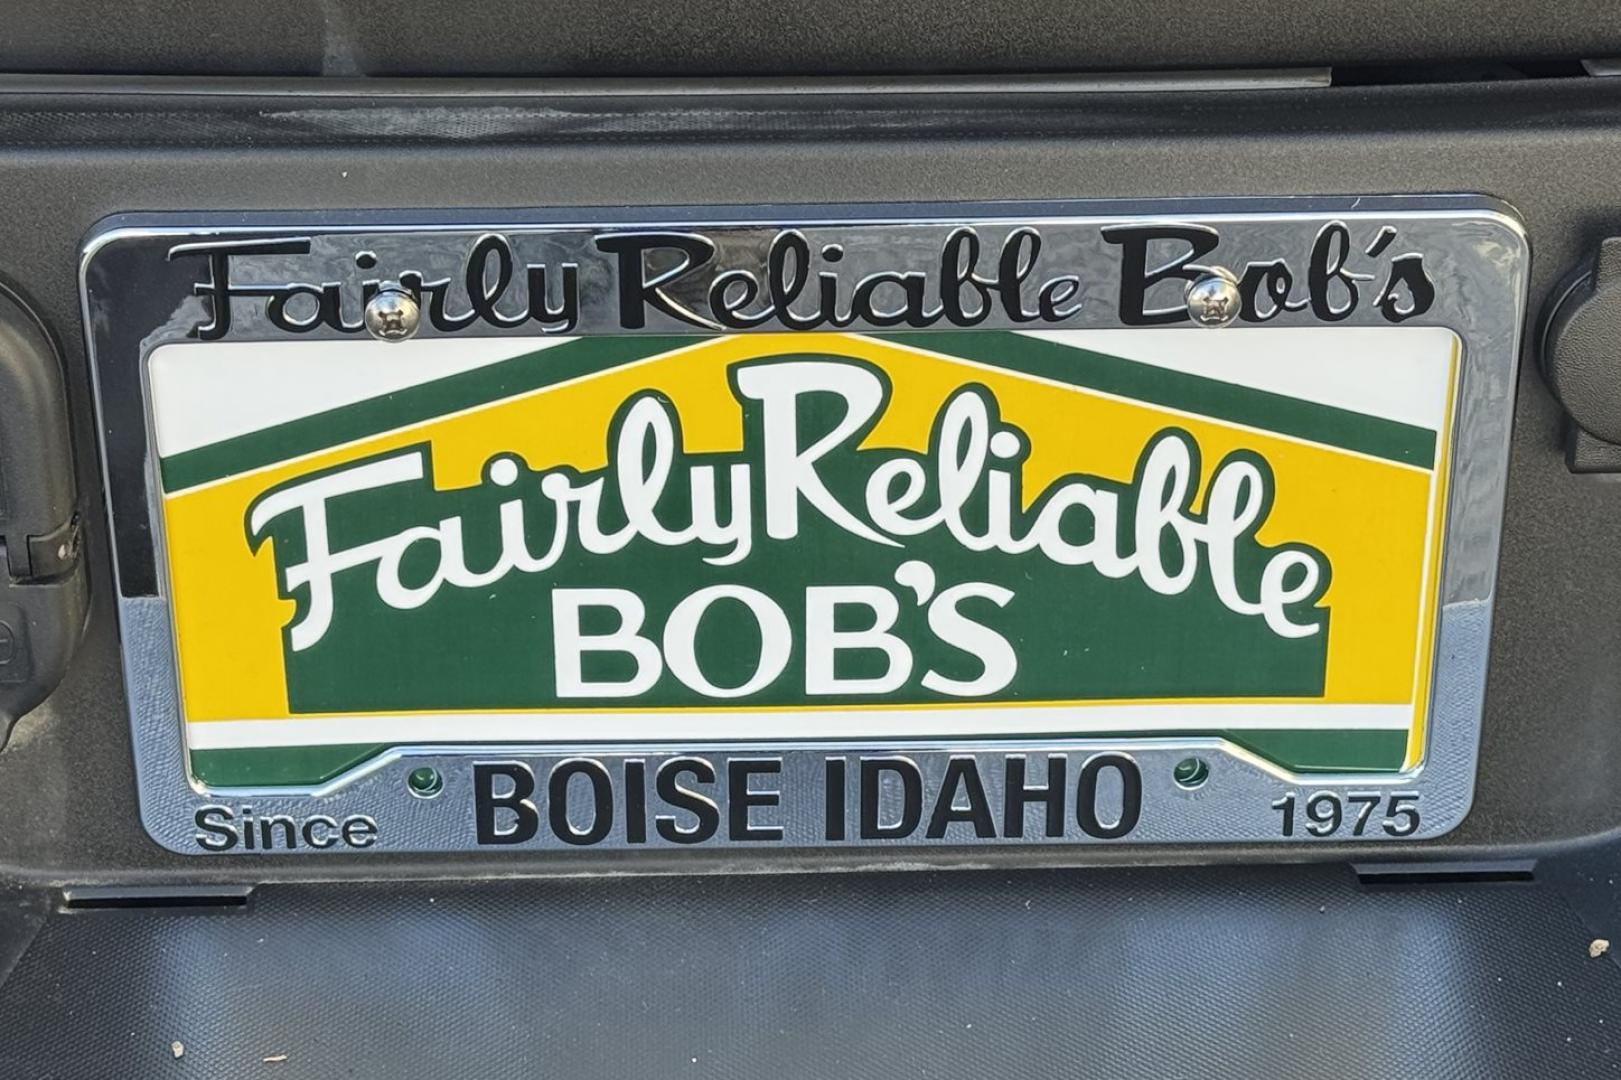 Fairly Reliable Bob's
Fairly Reliable
BOB'S
Since BOISE IDAHO 1975